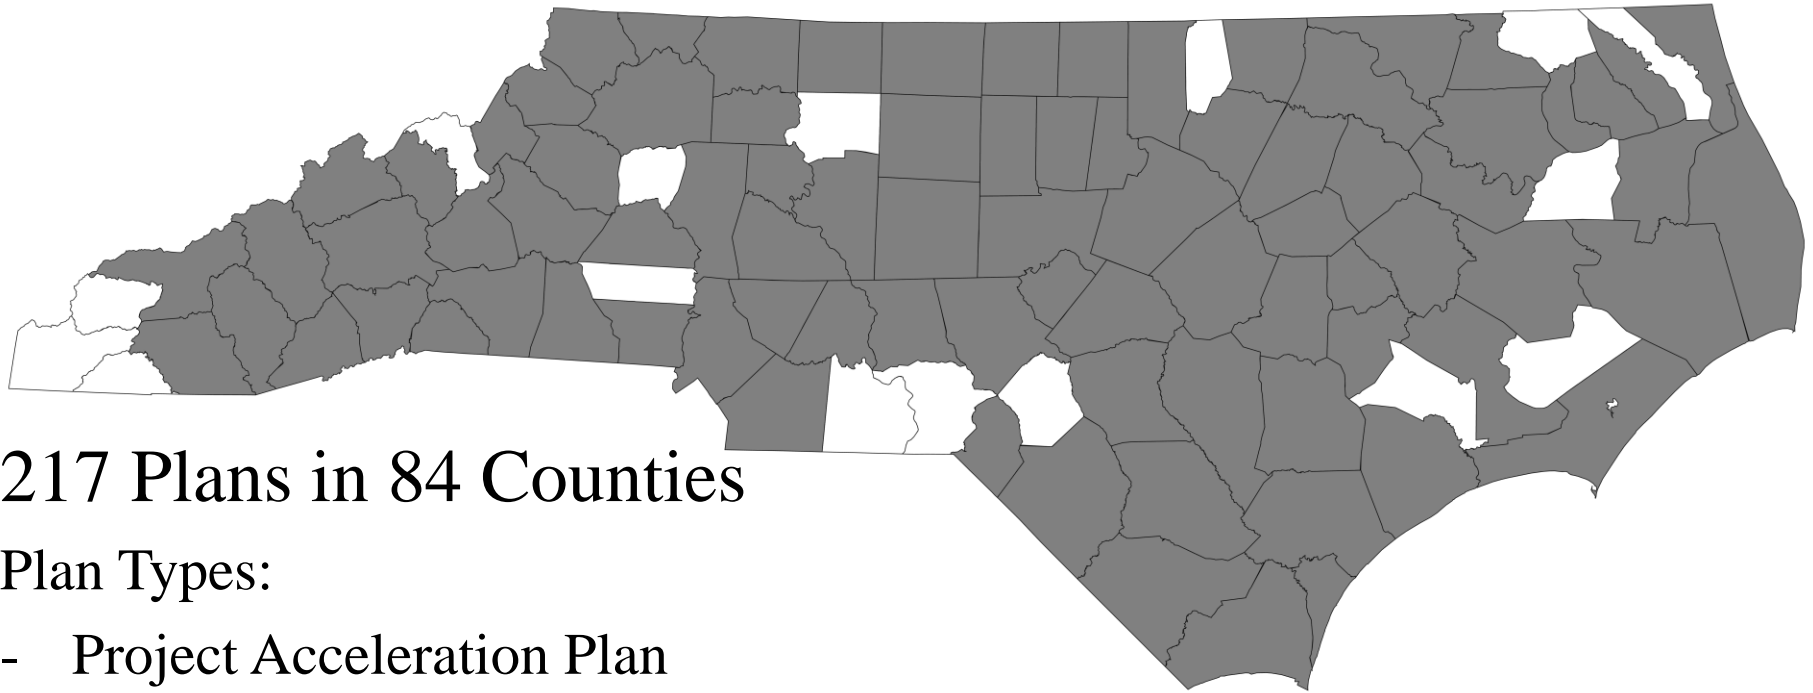 217 Plans in 84 Counties
Plan Types:
- Project Acceleration Plan